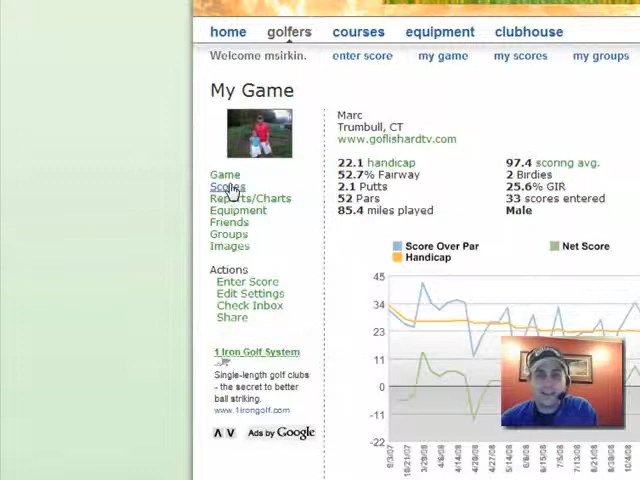 home golfers courses equipment clubhouse
Welcome msirkin. enter score my game my scores my groups
My Game
Marc
Trumbull, CT
www.goflishardtv.com
22.1 handicap 97.4 scoring avg.
52.7% Fairway 2 Birdies
2.1 Putts 25.6% GIR
52 Pars 33 scores entered
85.4 miles played Male
Game
Scores
Reports/Charts
Equipment
Friends
Groups
Images
Actions
Enter Score
Edit Settings
Check Inbox
Share
Score Over Par Net Score
Handicap
45
34
23
11
0
-11
-22
1 Iron Golf System
Single-length golf clubs
- the secret to better
ball striking.
www.1irongolf.com
Ads by Google